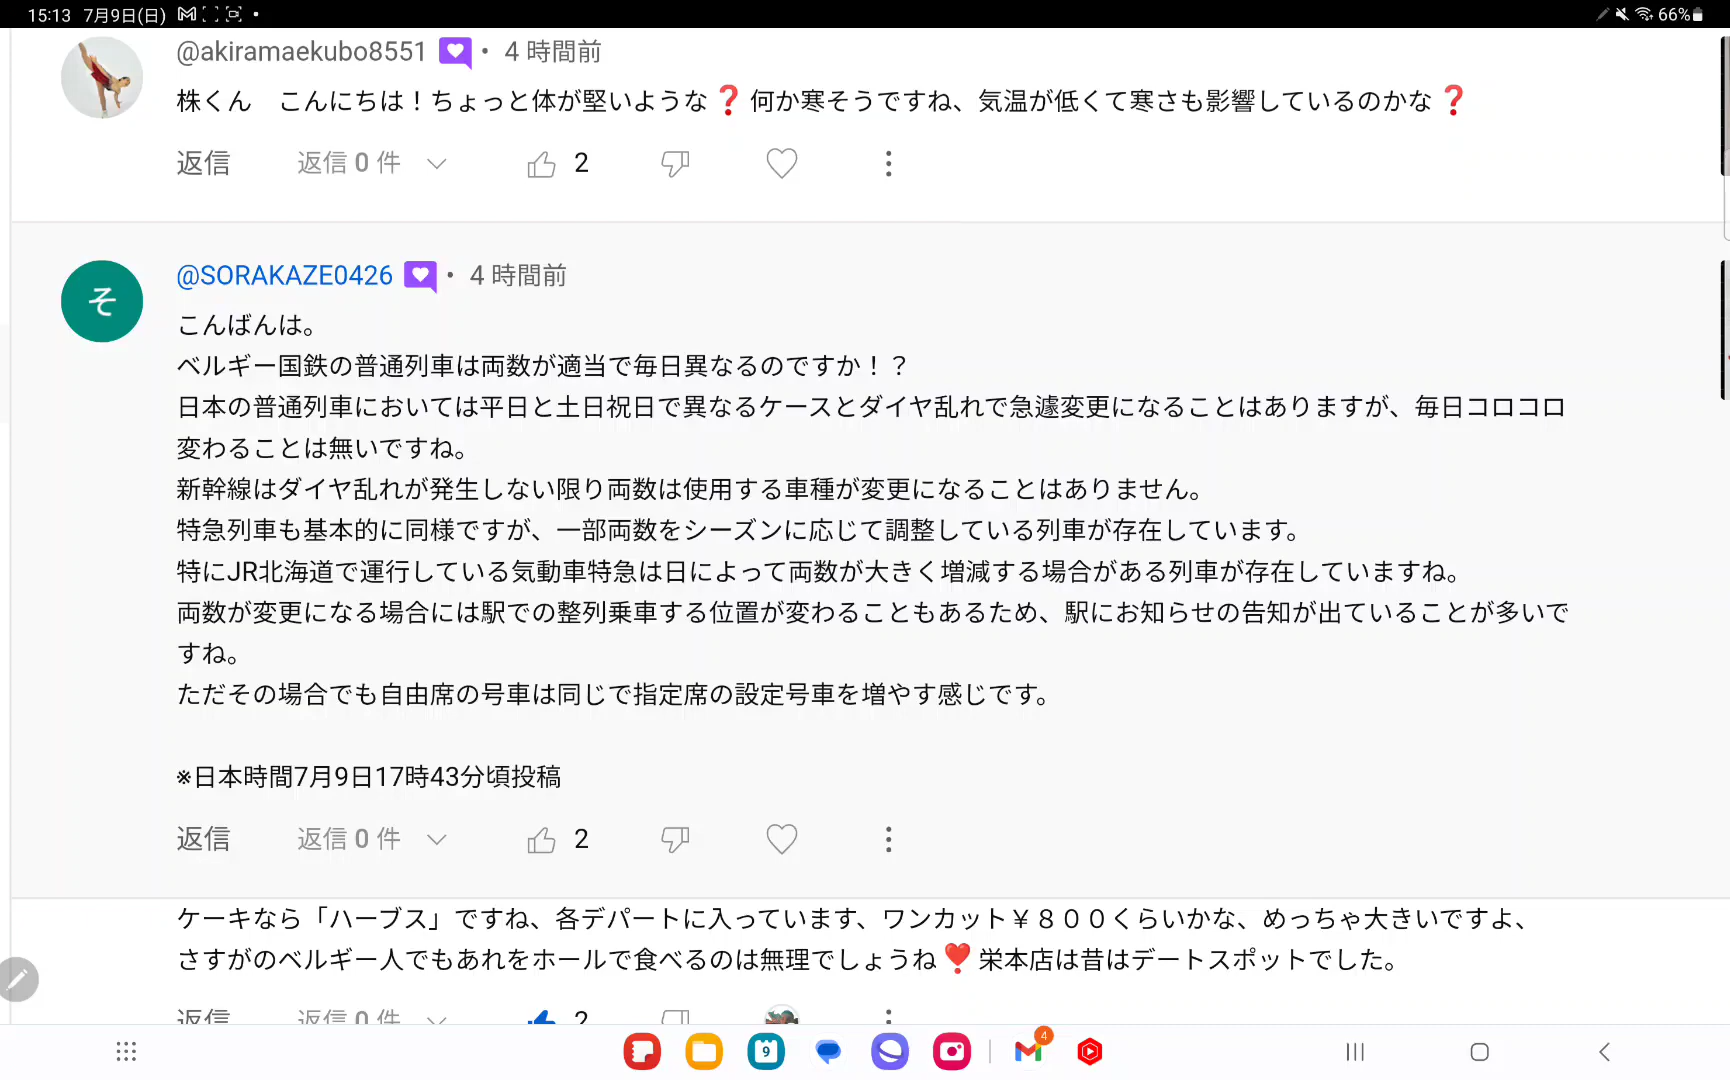 15:13 7月9日(日) 66%
@akiramaekubo8551 • 4 時間前
株くん　こんにちは！ちょっと体が堅いような❓何か寒そうですね、気温が低くて寒さも影響しているのかな❓
返信 返信 0 件 2
そ
@SORAKAZE0426 • 4 時間前
こんばんは。
ベルギー国鉄の普通列車は両数が適当で毎日異なるのですか！？
日本の普通列車においては平日と土日祝日で異なるケースとダイヤ乱れで急遽変更になることはありますが、毎日コロコロ
変わることは無いですね。
新幹線はダイヤ乱れが発生しない限り両数は使用する車種が変更になることはありません。
特急列車も基本的に同様ですが、一部両数をシーズンに応じて調整している列車が存在しています。
特にJR北海道で運行している気動車特急は日によって両数が大きく増減する場合がある列車が存在していますね。
両数が変更になる場合には駅での整列乗車する位置が変わることもあるため、駅にお知らせの告知が出ていることが多いで
すね。
ただその場合でも自由席の号車は同じで指定席の設定号車を増やす感じです。
※日本時間7月9日17時43分頃投稿
返信 返信 0 件 2
ケーキなら「ハーブス」ですね、各デパートに入っています、ワンカット￥８００くらいかな、めっちゃ大きいですよ、
さすがのベルギー人でもあれをホールで食べるのは無理でしょうね❣️栄本店は昔はデートスポットでした。
返信 返信 0 件 2
9 4